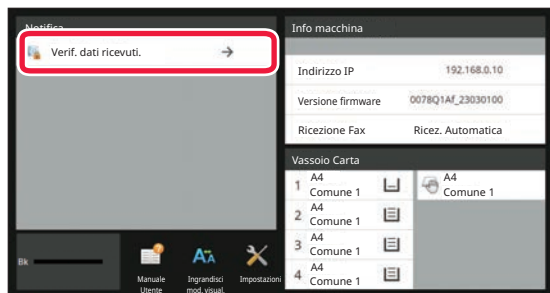 Notifica
Verif. dati ricevuti.
Info macchina
Indirizzo IP 192.168.0.10
Versione firmware 0078Q1Af_23030100
Ricezione Fax Ricez. Automatica
Vassoio Carta
1 A4
Comune 1
2 A4
Comune 1
3 A4
Comune 1
4 A4
Comune 1
A4
Comune 1
Bk
Manuale
Utente
Ingrandisci
mod. visual.
Impostazioni